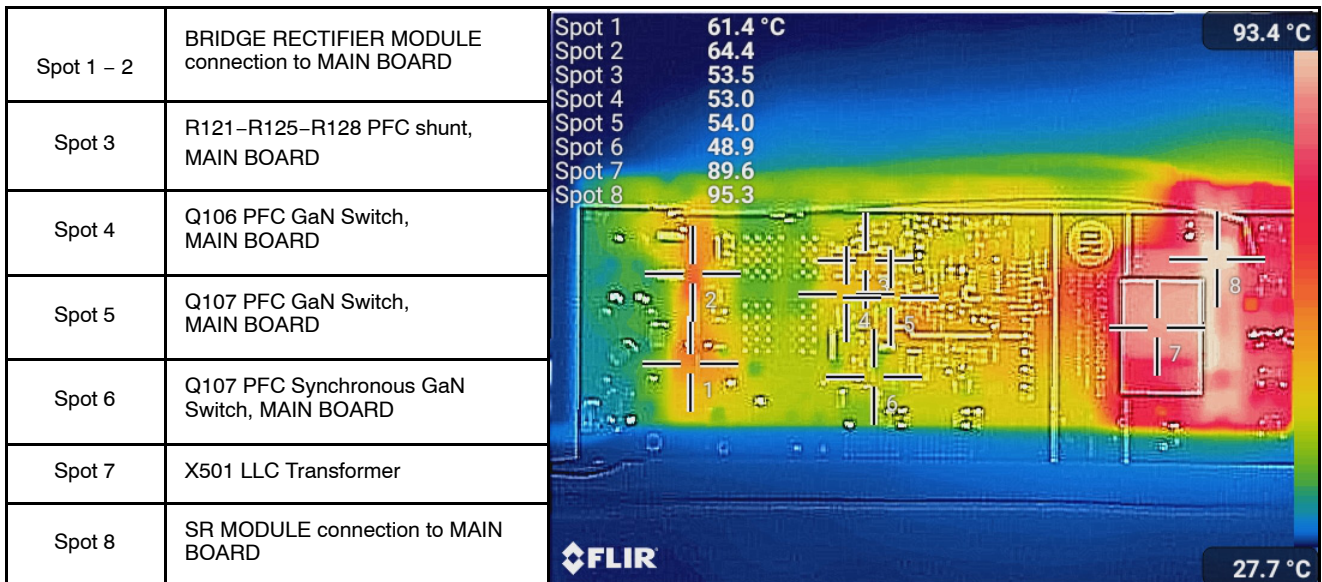 Spot 1 – 2
BRIDGE RECTIFIER MODULE
connection to MAIN BOARD
Spot 3
R121–R125–R128 PFC shunt,
MAIN BOARD
Spot 4
Q106 PFC GaN Switch,
MAIN BOARD
Spot 5
Q107 PFC GaN Switch,
MAIN BOARD
Spot 6
Q107 PFC Synchronous GaN
Switch, MAIN BOARD
Spot 7
X501 LLC Transformer
Spot 8
SR MODULE connection to MAIN
BOARD
Spot 1 61.4 °C
Spot 2 64.4
Spot 3 53.5
Spot 4 53.0
Spot 5 54.0
Spot 6 48.9
Spot 7 89.6
Spot 8 95.3
93.4 °C
2
3
8
4
5
7
1
6
FLIR
27.7 °C